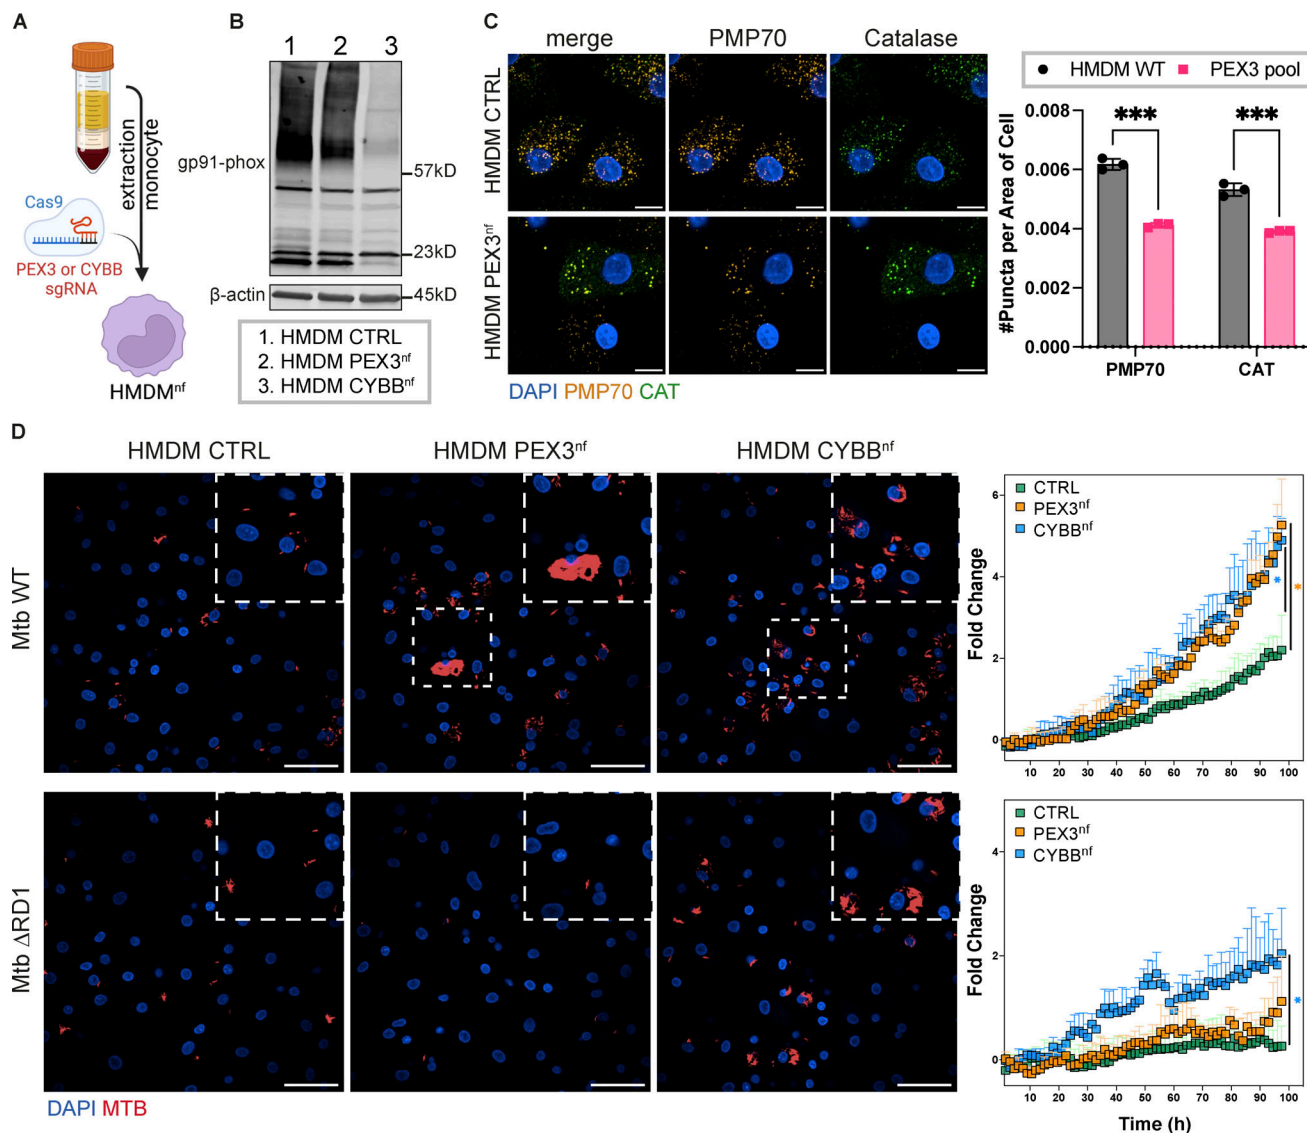 A
extraction
monocyte
Cas9
PEX3 or CYBB
sgRNA
HMDMnf
B
1 2 3
gp91-phox
57kD
23kD
β-actin
45kD
1. HMDM CTRL
2. HMDM PEX3nf
3. HMDM CYBBnf
C
merge PMP70 Catalase
HMDM CTRL
HMDM PEX3nf
DAPI PMP70 CAT
HMDM WT PEX3 pool
#Puncta per Area of Cell
0.010
0.008
0.006
0.004
0.002
0.000
*** ***
PMP70 CAT
D
HMDM CTRL HMDM PEX3nf HMDM CYBBnf
Mtb WT
Mtb ΔRD1
DAPI MTB
CTRL
PEX3nf
CYBBnf
Fold Change
6
4
2
0
* *
10 20 30 40 50 60 70 80 90 100
CTRL
PEX3nf
CYBBnf
Fold Change
4
2
0
*
10 20 30 40 50 60 70 80 90 100
Time (h)